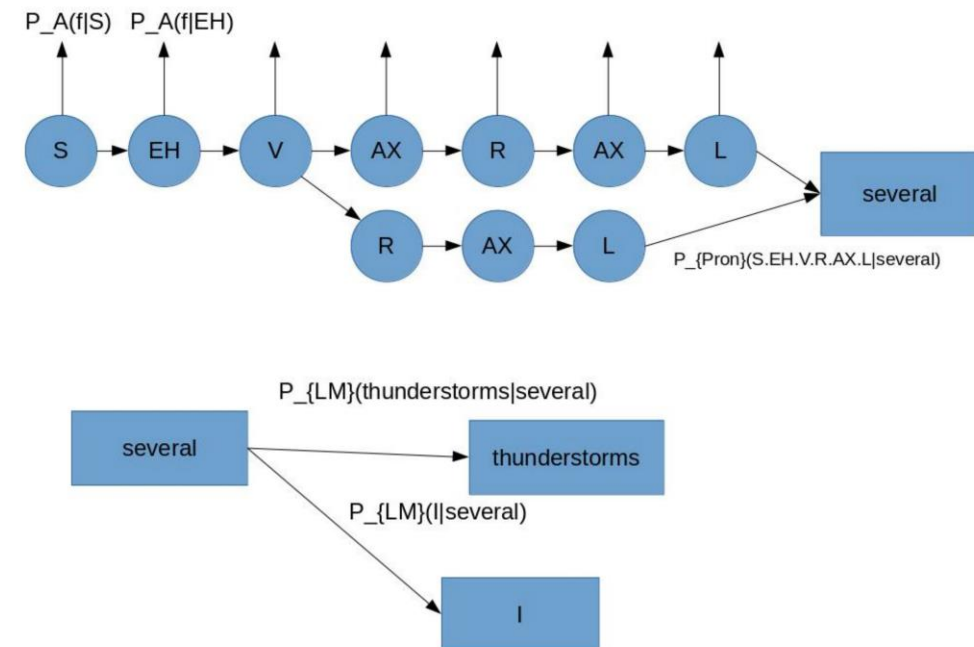 P_A(f|S) P_A(f|EH)
S EH V AX R AX L
several
R AX L
P_{Pron}(S.EH.V.R.AX.L|several)
P_{LM}(thunderstorms|several)
several
thunderstorms
P_{LM}(I|several)
I